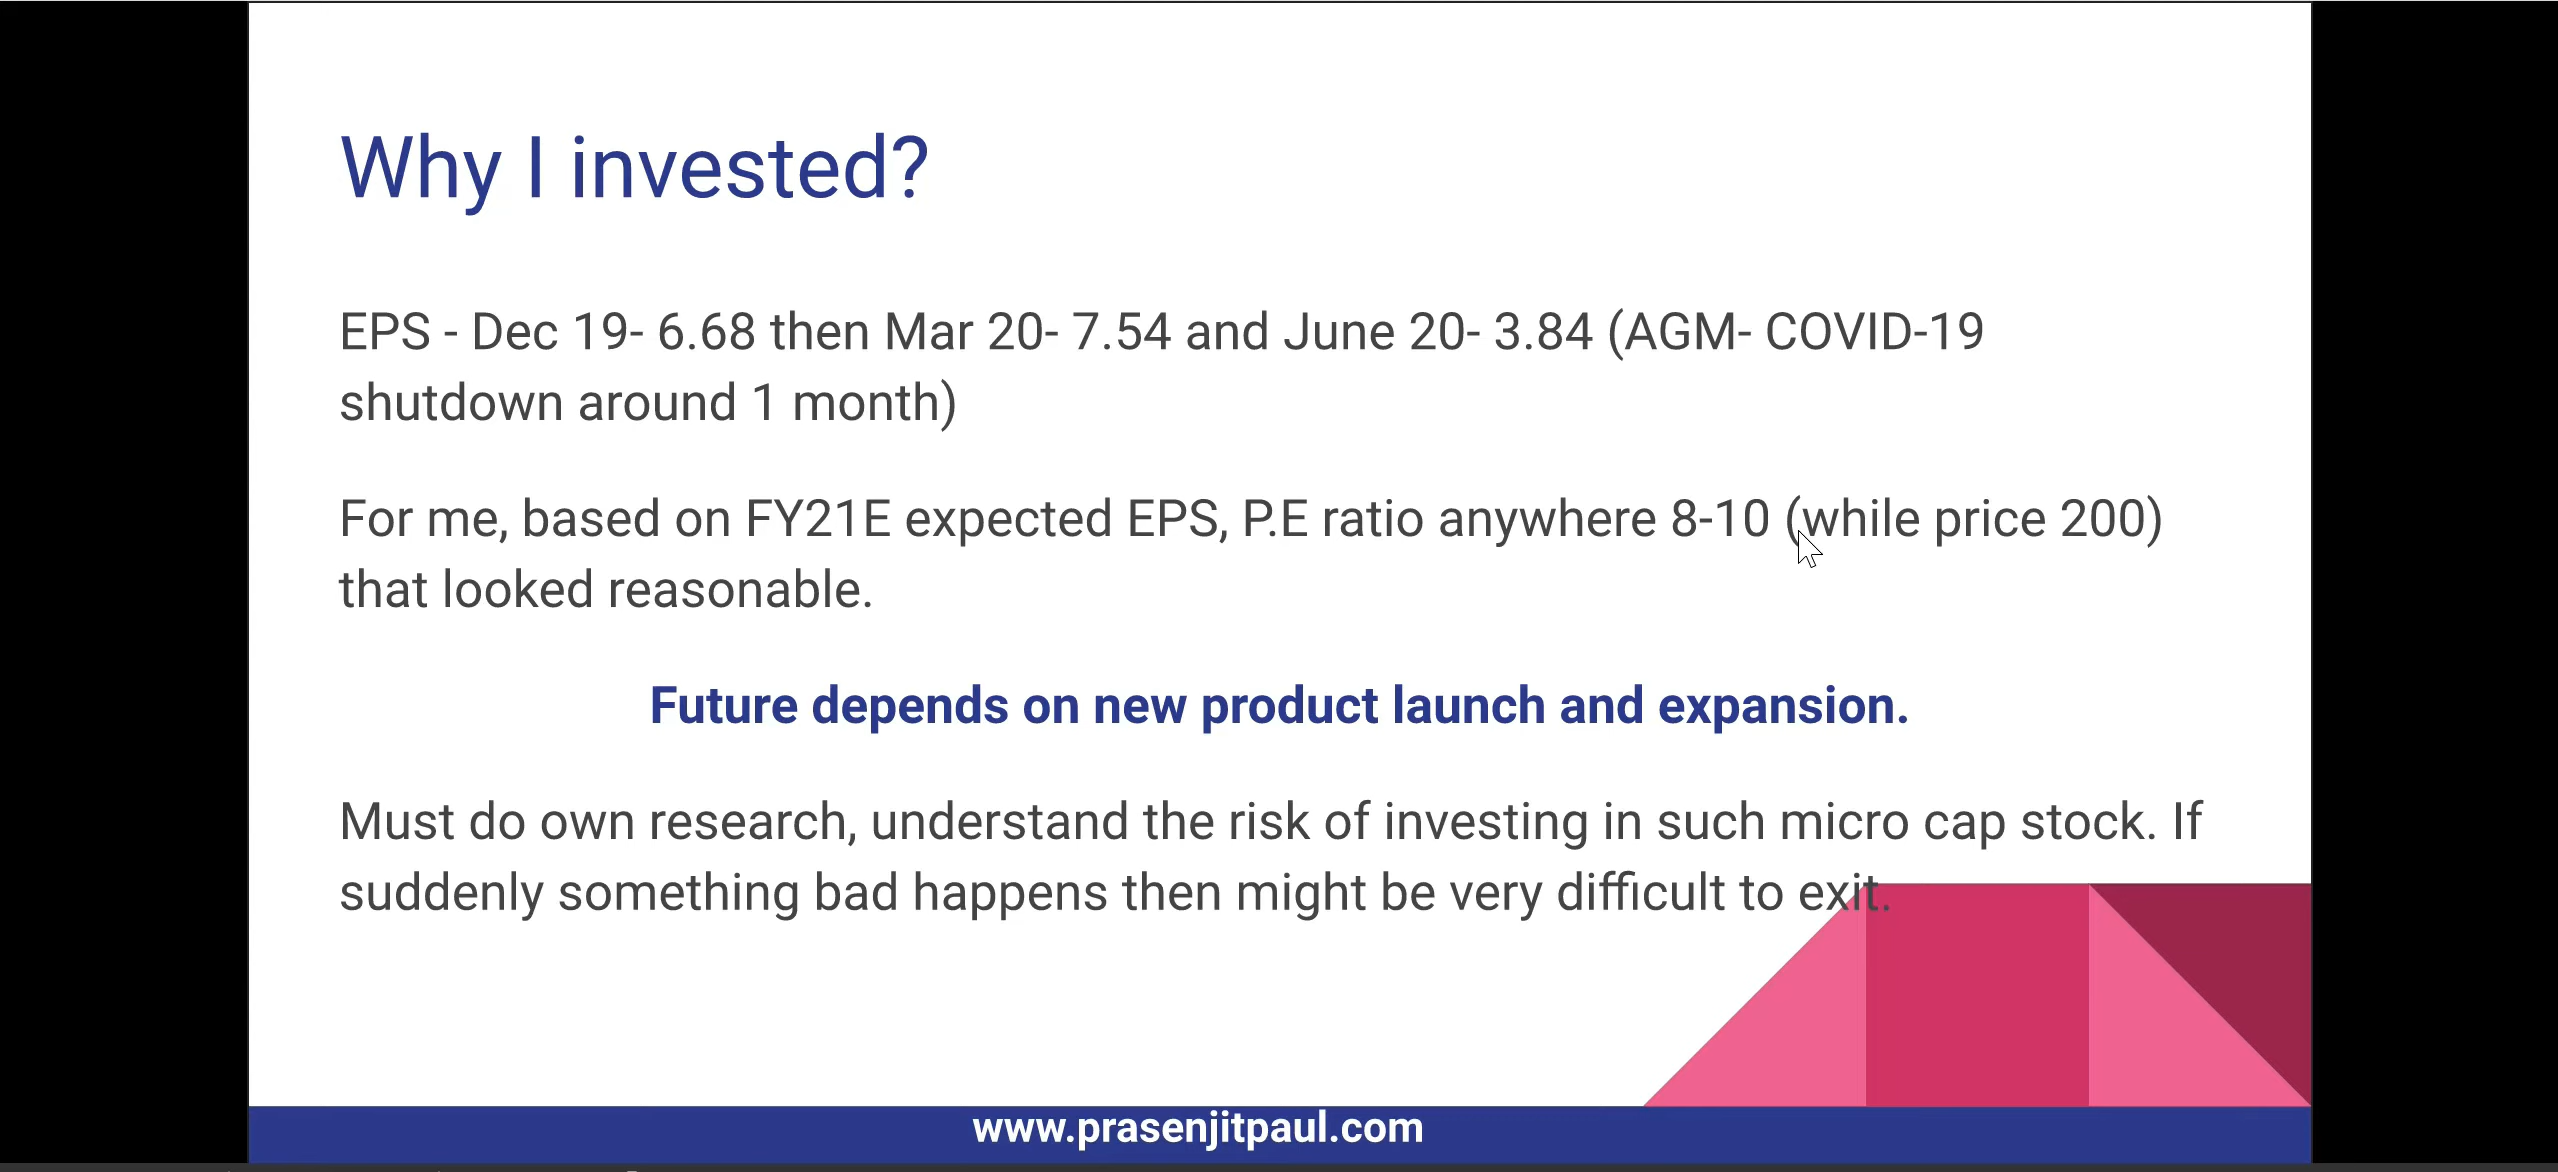 Why I invested?
EPS - Dec 19- 6.68 then Mar 20- 7.54 and June 20- 3.84 (AGM- COVID-19
shutdown around 1 month)
For me, based on FY21E expected EPS, P.E ratio anywhere 8-10 (while price 200)
that looked reasonable.
Future depends on new product launch and expansion.
Must do own research, understand the risk of investing in such micro cap stock. If
suddenly something bad happens then might be very difficult to exit.
www.prasenjitpaul.com